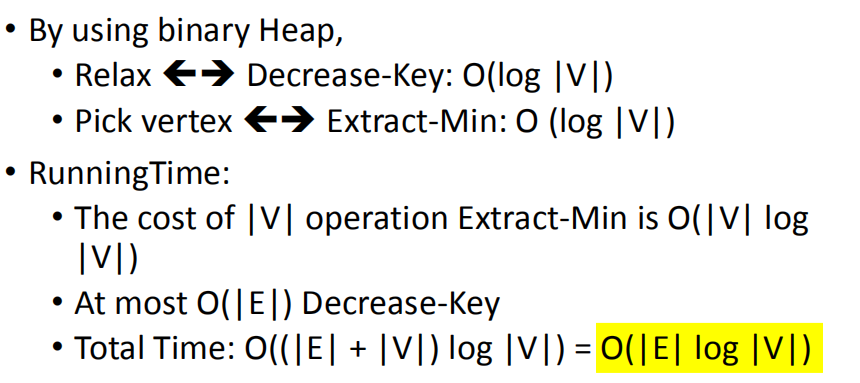 • By using binary Heap,
• Relax 🡨🡪 Decrease-Key: O(log |V|)
• Pick vertex 🡨🡪 Extract-Min: O (log |V|)
• RunningTime:
• The cost of |V| operation Extract-Min is O(|V| log
|V|)
• At most O(|E|) Decrease-Key
• Total Time: O((|E| + |V|) log |V|) = O(|E| log |V|)